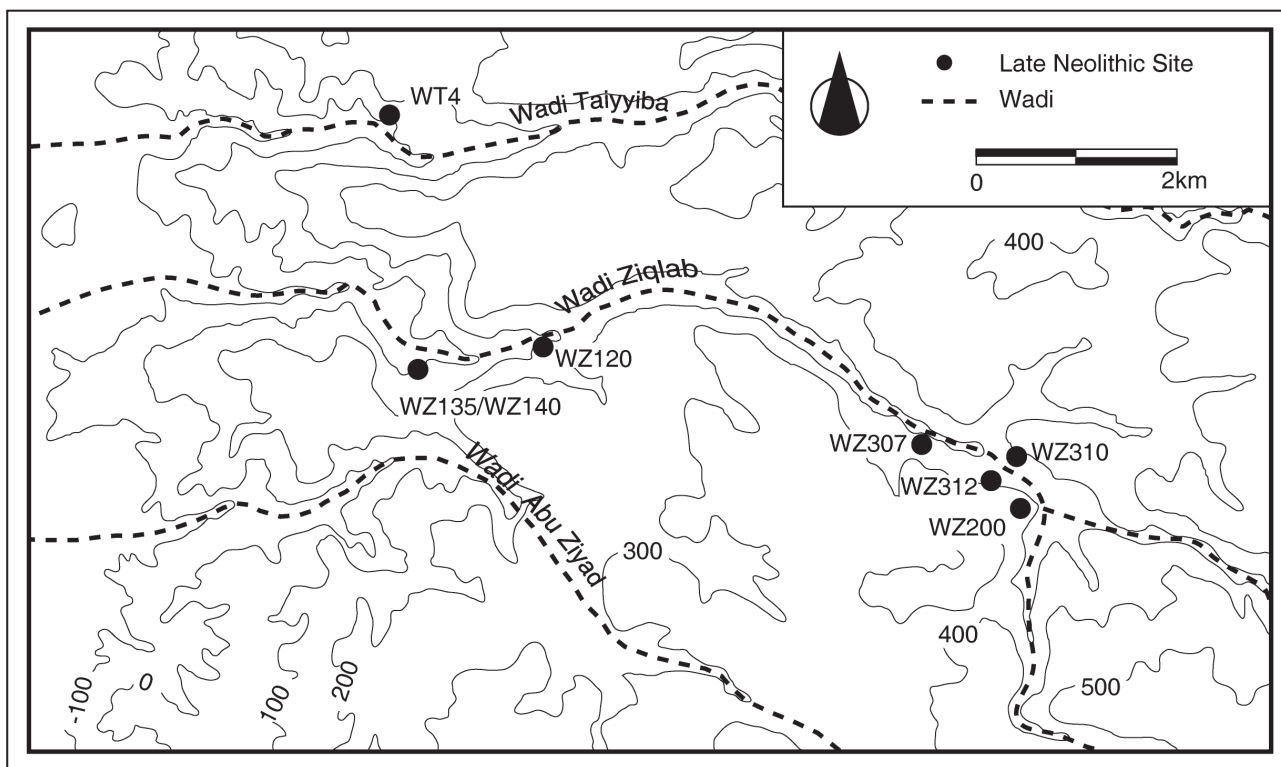 WT4
Wadi Taiyyiba
Late Neolithic Site
Wadi
0
2km
400
Wadi Ziqlab
WZ120
WZ135/WZ140
WZ307
WZ310
WZ312
WZ200
Wadi Abu Ziyad
300
400
500
-100
0
100
200